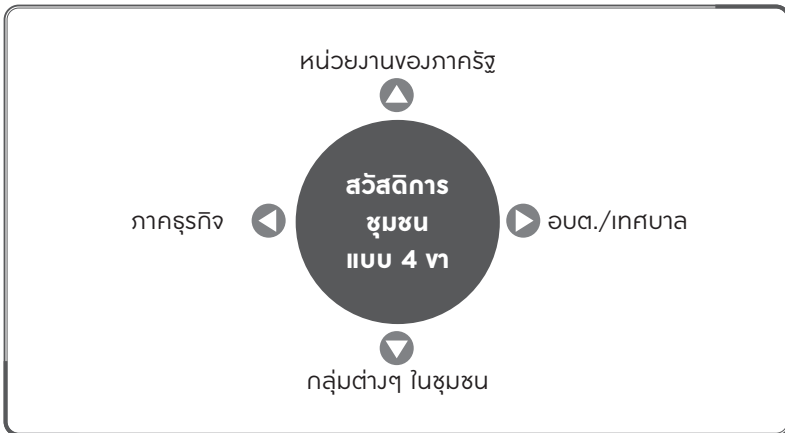 หน่วยงานของภาครัฐ
สวัสดิการ
ชุมชน
แบบ 4 ขา
ภาคธุรกิจ
อบต./เทศบาล
กลุ่มต่างๆ ในชุมชน